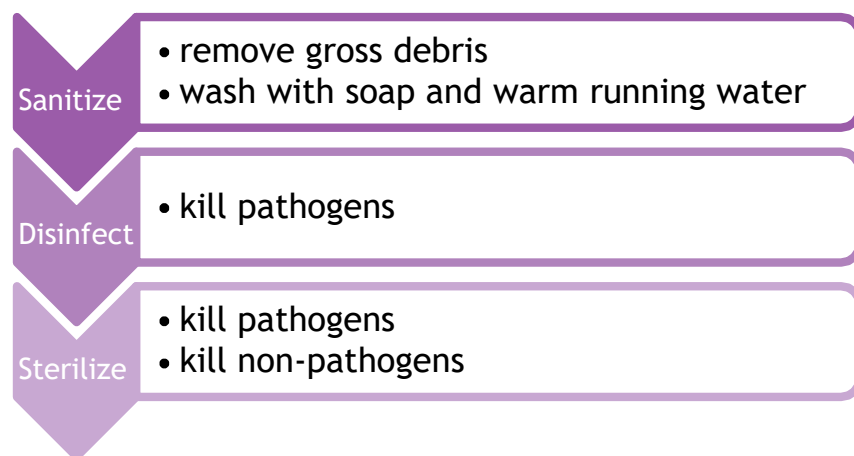 Sanitize
• remove gross debris
• wash with soap and warm running water
Disinfect
• kill pathogens
Sterilize
• kill pathogens
• kill non-pathogens